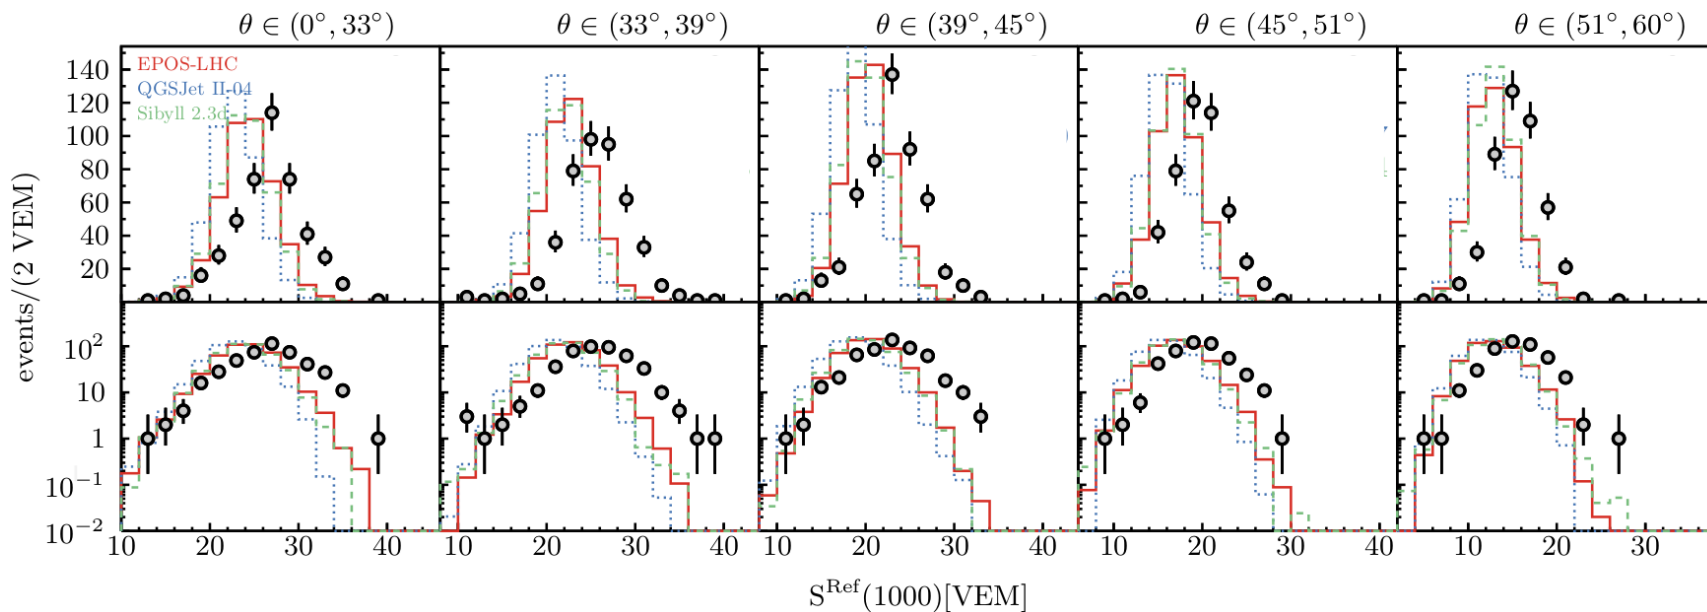 θ ∈ (0°, 33°) θ ∈ (33°, 39°) θ ∈ (39°, 45°) θ ∈ (45°, 51°) θ ∈ (51°, 60°)
EPOS-LHC
QGSJet II-04
Sibyll 2.3d
140
120
100
80
60
40
20
events/(2 VEM)
10²
10
1
10⁻¹
10⁻²
10 20 30 40 10 20 30 40 10 20 30 40 10 20 30 40 10 20 30
S^Ref(1000)[VEM]